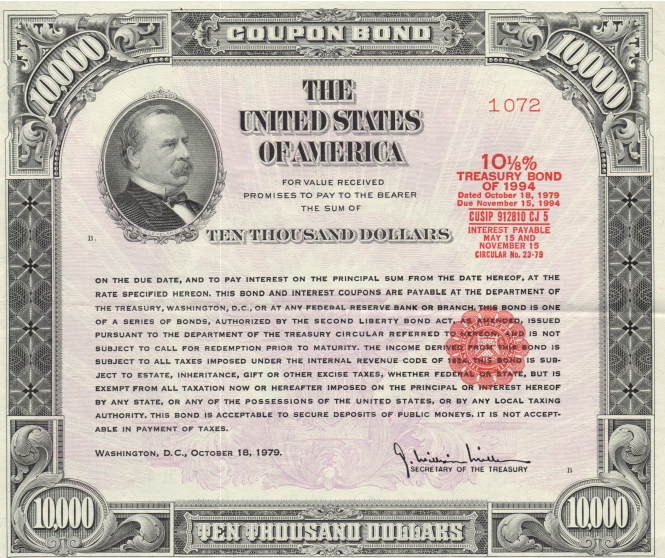 COUPON BOND
10,000
10,000
THE
UNITED STATES
OF AMERICA
1072
FOR VALUE RECEIVED
PROMISES TO PAY TO THE BEARER
THE SUM OF
TEN THOUSAND DOLLARS
B.
10⅛%
TREASURY BOND
OF 1994
Dated October 18, 1979
Due November 15, 1994
CUSIP 912810 CJ 5
INTEREST PAYABLE
MAY 15 AND
NOVEMBER 15
CIRCULAR No. 23-79
ON THE DUE DATE, AND TO PAY INTEREST ON THE PRINCIPAL SUM FROM THE DATE HEREOF, AT THE
RATE SPECIFIED HEREON. THIS BOND AND INTEREST COUPONS ARE PAYABLE AT THE DEPARTMENT OF
THE TREASURY, WASHINGTON, D.C., OR AT ANY FEDERAL RESERVE BANK OR BRANCH. THIS BOND IS ONE
OF A SERIES OF BONDS, AUTHORIZED BY THE SECOND LIBERTY BOND ACT, AS AMENDED, ISSUED
PURSUANT TO THE DEPARTMENT OF THE TREASURY CIRCULAR REFERRED TO HEREON, AND IS NOT
SUBJECT TO CALL FOR REDEMPTION PRIOR TO MATURITY. THE INCOME DERIVED FROM THIS BOND IS
SUBJECT TO ALL TAXES IMPOSED UNDER THE INTERNAL REVENUE CODE OF 1954. THIS BOND IS SUB-
JECT TO ESTATE, INHERITANCE, GIFT OR OTHER EXCISE TAXES, WHETHER FEDERAL OR STATE, BUT IS
EXEMPT FROM ALL TAXATION NOW OR HEREAFTER IMPOSED ON THE PRINCIPAL OR INTEREST HEREOF
BY ANY STATE, OR ANY OF THE POSSESSIONS OF THE UNITED STATES, OR BY ANY LOCAL TAXING
AUTHORITY. THIS BOND IS ACCEPTABLE TO SECURE DEPOSITS OF PUBLIC MONEYS. IT IS NOT ACCEPT-
ABLE IN PAYMENT OF TAXES.
WASHINGTON, D.C., OCTOBER 18, 1979.
SECRETARY OF THE TREASURY
B
10,000
TEN THOUSAND DOLLARS
10,000